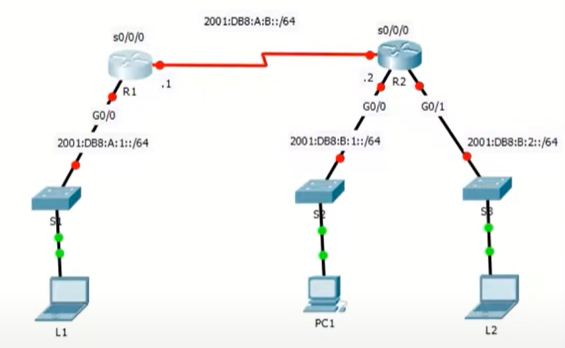 2001:DB8:A:B::/64
s0/0/0
s0/0/0
R1
.1
.2
R2
G0/0
G0/0
G0/1
2001:DB8:A:1::/64
2001:DB8:B:1::/64
2001:DB8:B:2::/64
S1
S2
S3
L1
PC1
L2